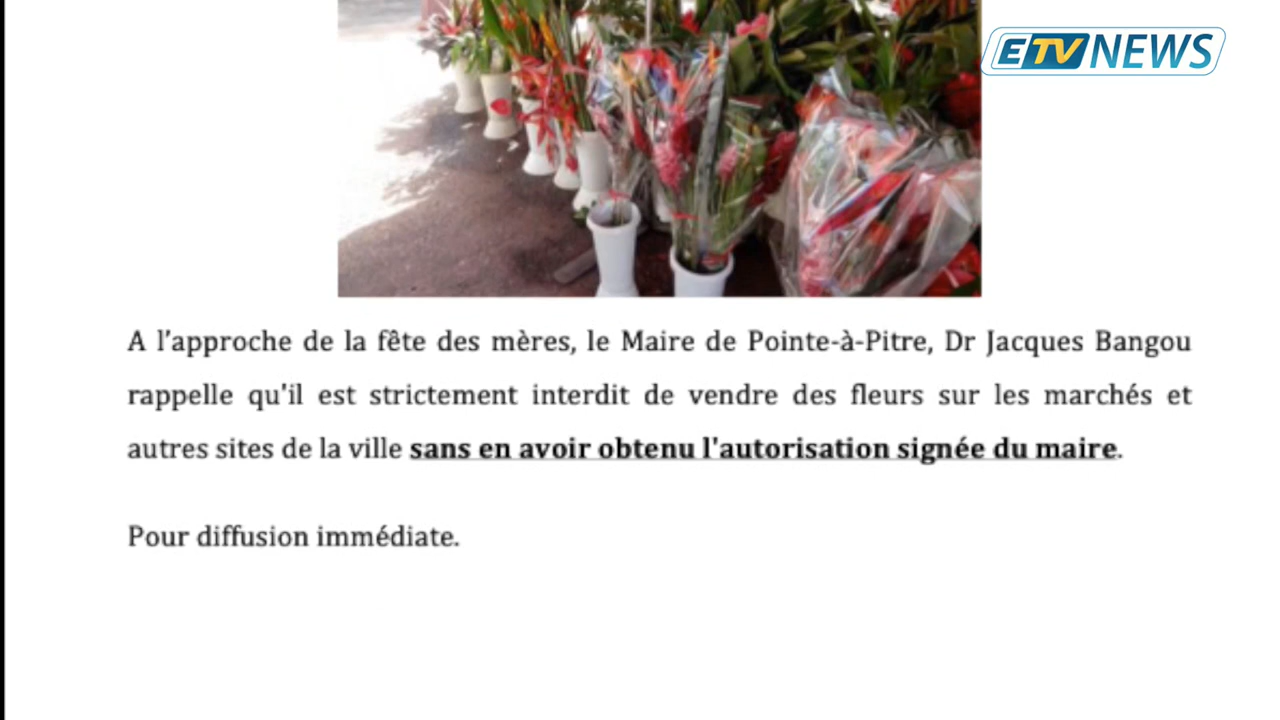 ETVNEWS
A l'approche de la fête des mères, le Maire de Pointe-à-Pitre, Dr Jacques Bangou
rappelle qu'il est strictement interdit de vendre des fleurs sur les marchés et
autres sites de la ville sans en avoir obtenu l'autorisation signée du maire.
Pour diffusion immédiate.